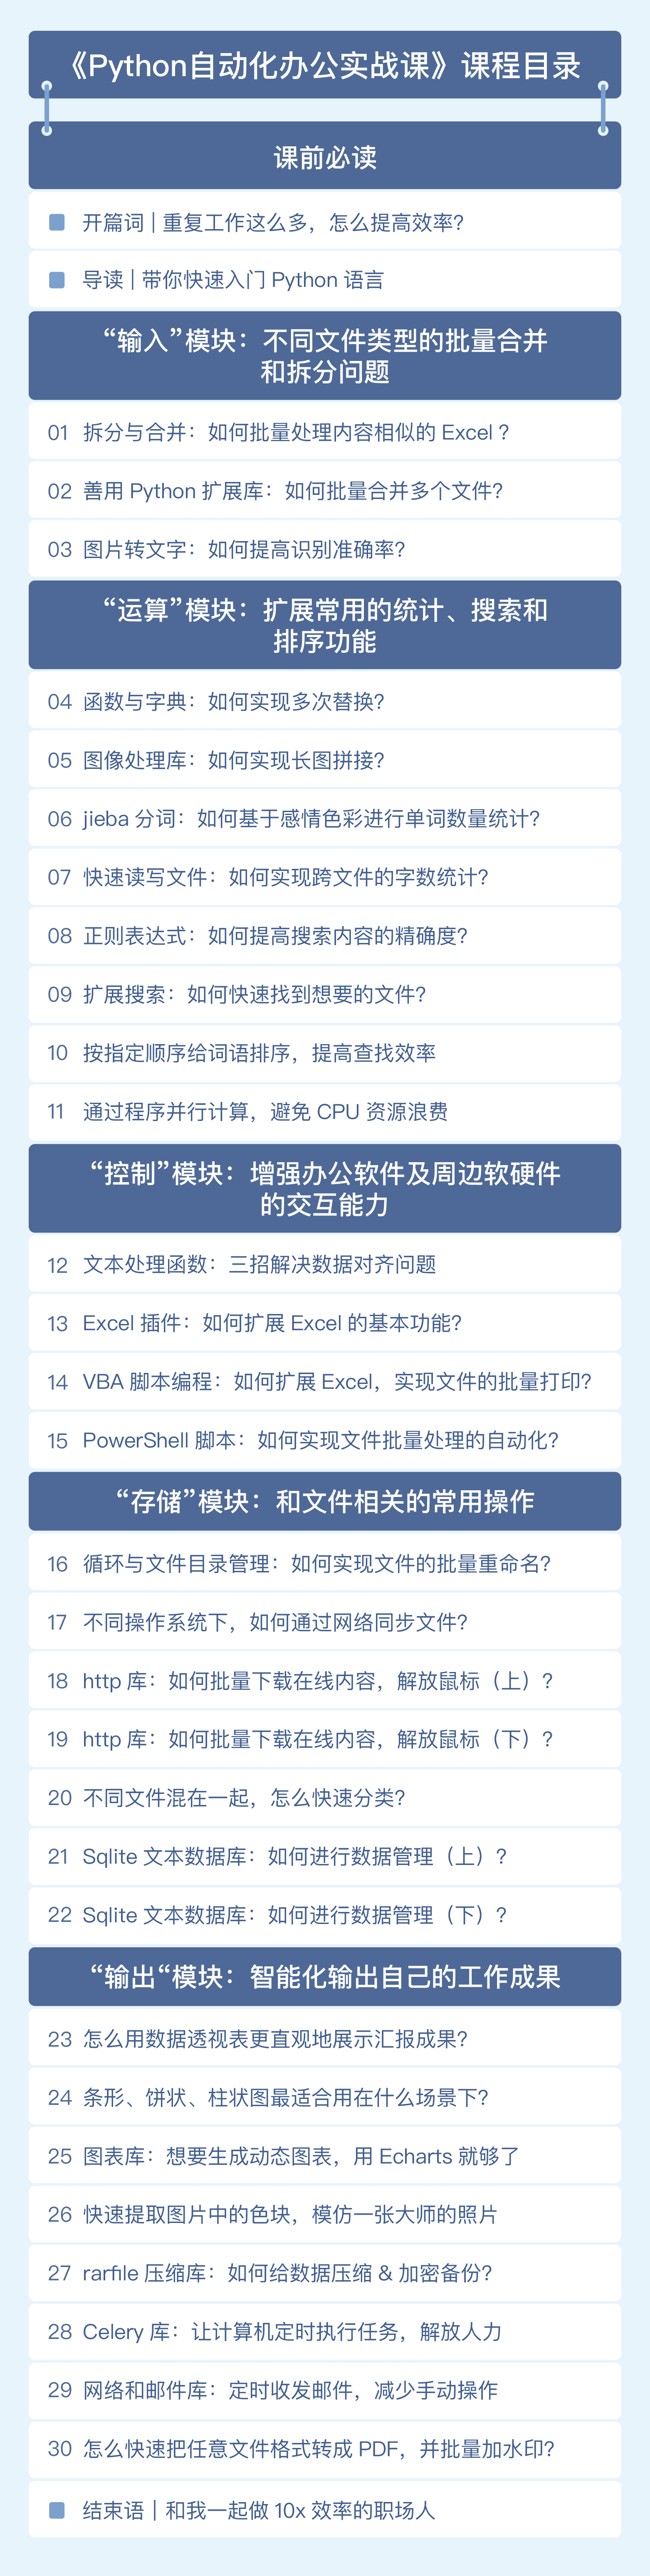 《Python自动化办公实战课》课程目录
课前必读
开篇词 | 重复工作这么多，怎么提高效率？
导读 | 带你快速入门 Python 语言
“输入”模块：不同文件类型的批量合并
和拆分问题
01 拆分与合并：如何批量处理内容相似的 Excel？
02 善用 Python 扩展库：如何批量合并多个文件？
03 图片转文字：如何提高识别准确率？
“运算”模块：扩展常用的统计、搜索和
排序功能
04 函数与字典：如何实现多次替换？
05 图像处理库：如何实现长图拼接？
06 jieba 分词：如何基于感情色彩进行单词数量统计？
07 快速读写文件：如何实现跨文件的字数统计？
08 正则表达式：如何提高搜索内容的精确度？
09 扩展搜索：如何快速找到想要的文件？
10 按指定顺序给词语排序，提高查找效率
11 通过程序并行计算，避免 CPU 资源浪费
“控制”模块：增强办公软件及周边软硬件
的交互能力
12 文本处理函数：三招解决数据对齐问题
13 Excel 插件：如何扩展 Excel 的基本功能？
14 VBA 脚本编程：如何扩展 Excel，实现文件的批量打印？
15 PowerShell 脚本：如何实现文件批量处理的自动化？
“存储”模块：和文件相关的常用操作
16 循环与文件目录管理：如何实现文件的批量重命名？
17 不同操作系统下，如何通过网络同步文件？
18 http 库：如何批量下载在线内容，解放鼠标（上）？
19 http 库：如何批量下载在线内容，解放鼠标（下）？
20 不同文件混在一起，怎么快速分类？
21 Sqlite 文本数据库：如何进行数据管理（上）？
22 Sqlite 文本数据库：如何进行数据管理（下）？
“输出“模块：智能化输出自己的工作成果
23 怎么用数据透视表更直观地展示汇报成果？
24 条形、饼状、柱状图最适合用在什么场景下？
25 图表库：想要生成动态图表，用 Echarts 就够了
26 快速提取图片中的色块，模仿一张大师的照片
27 rarfile 压缩库：如何给数据压缩 & 加密备份？
28 Celery 库：让计算机定时执行任务，解放人力
29 网络和邮件库：定时收发邮件，减少手动操作
30 怎么快速把任意文件格式转成 PDF，并批量加水印？
结束语 | 和我一起做 10x 效率的职场人